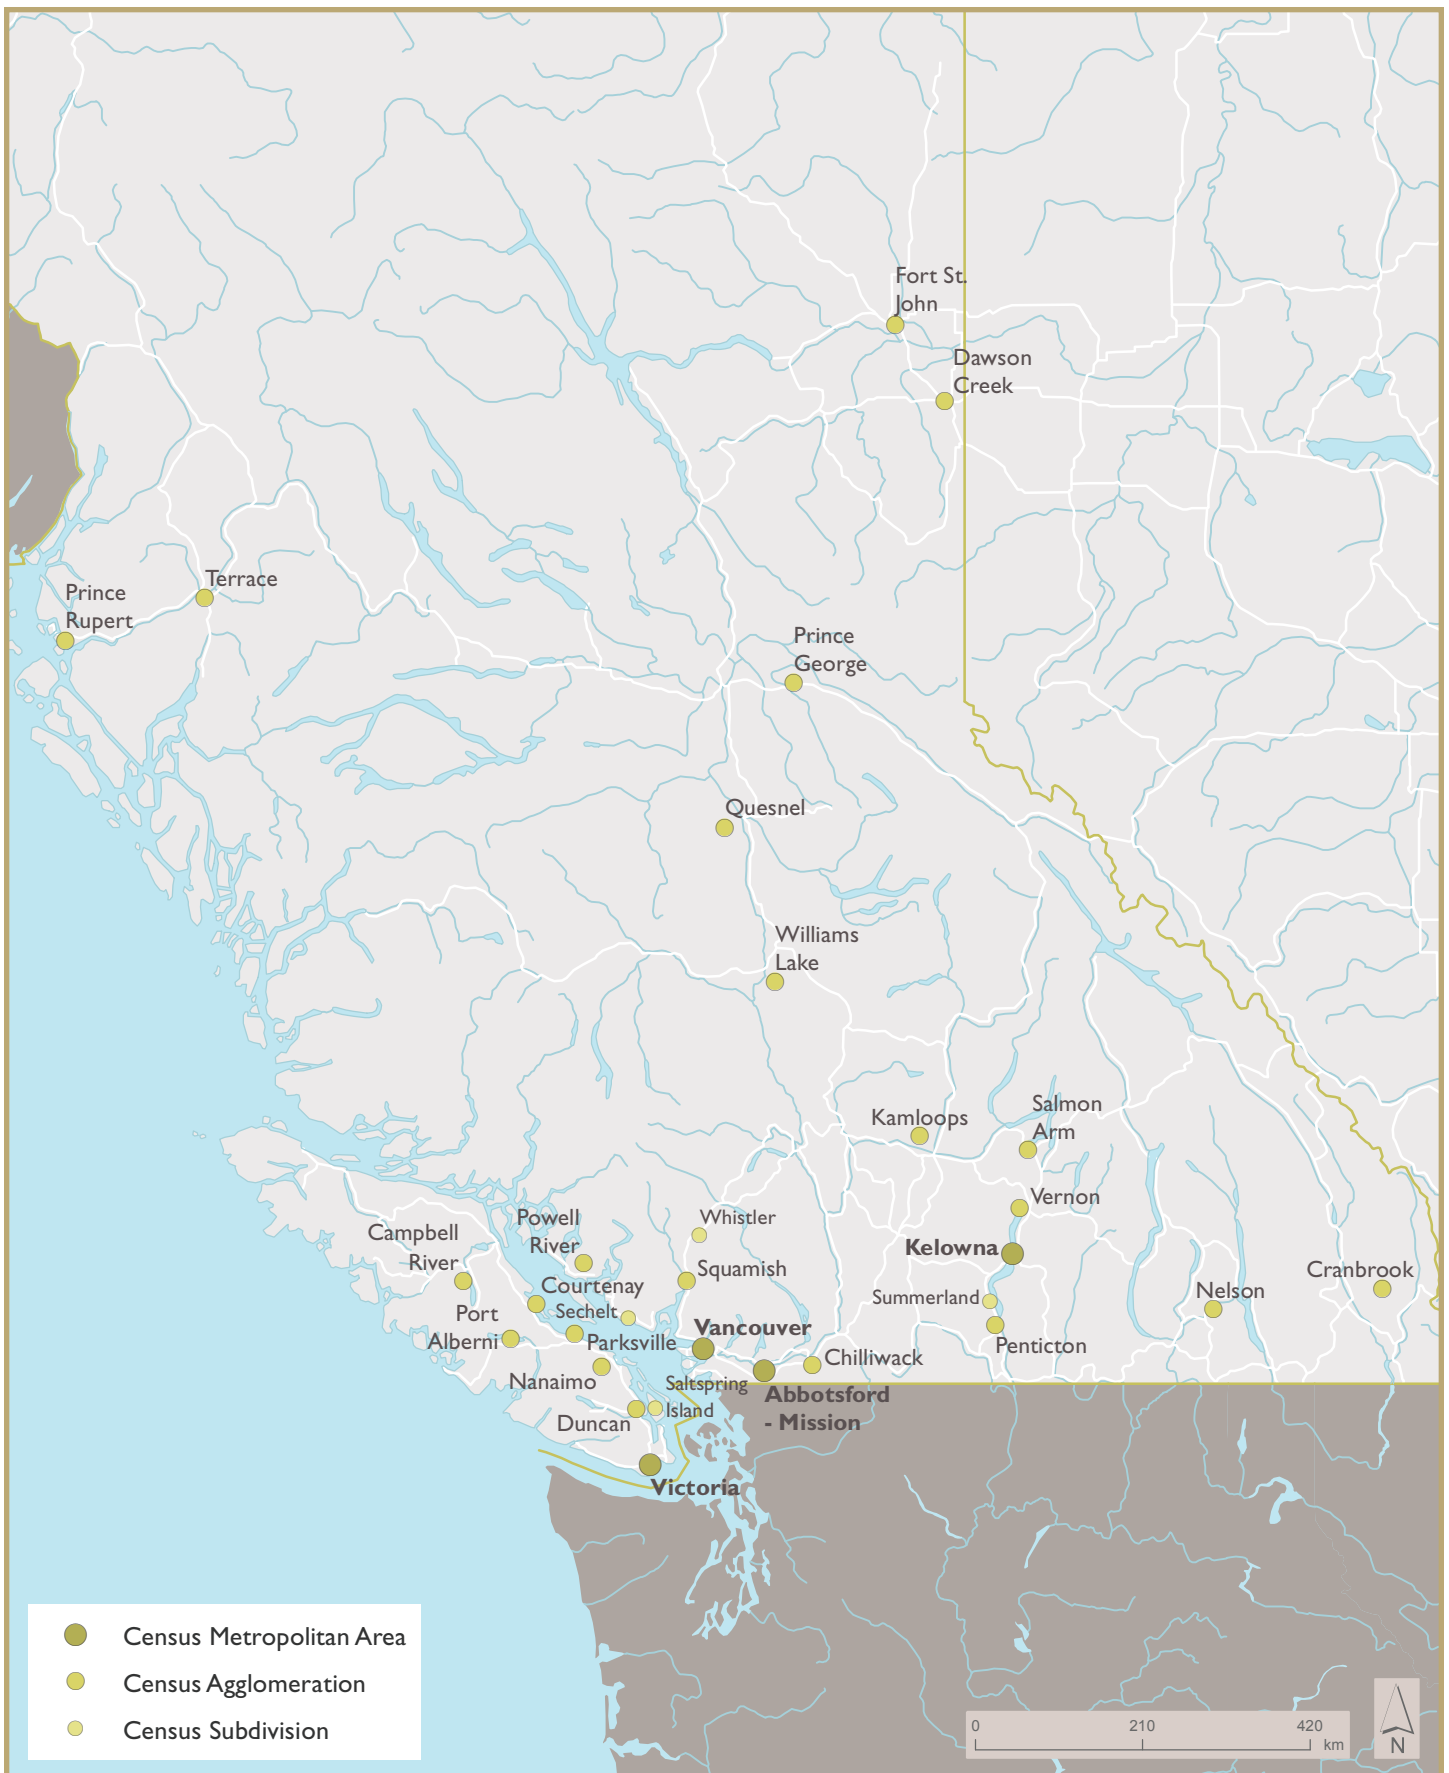 Fort St.
John
Dawson
Creek
Terrace
Prince
Rupert
Prince
George
Quesnel
Williams
Lake
Kamloops
Salmon
Arm
Vernon
Kelowna
Summerland
Penticton
Nelson
Cranbrook
Whistler
Powell
River
Campbell
River
Squamish
Courtenay
Sechelt
Port
Alberni
Parksville
Vancouver
Chilliwack
Nanaimo
Saltspring
Island
Abbotsford
- Mission
Duncan
Victoria
Census Metropolitan Area
Census Agglomeration
Census Subdivision
0 210 420
km
N